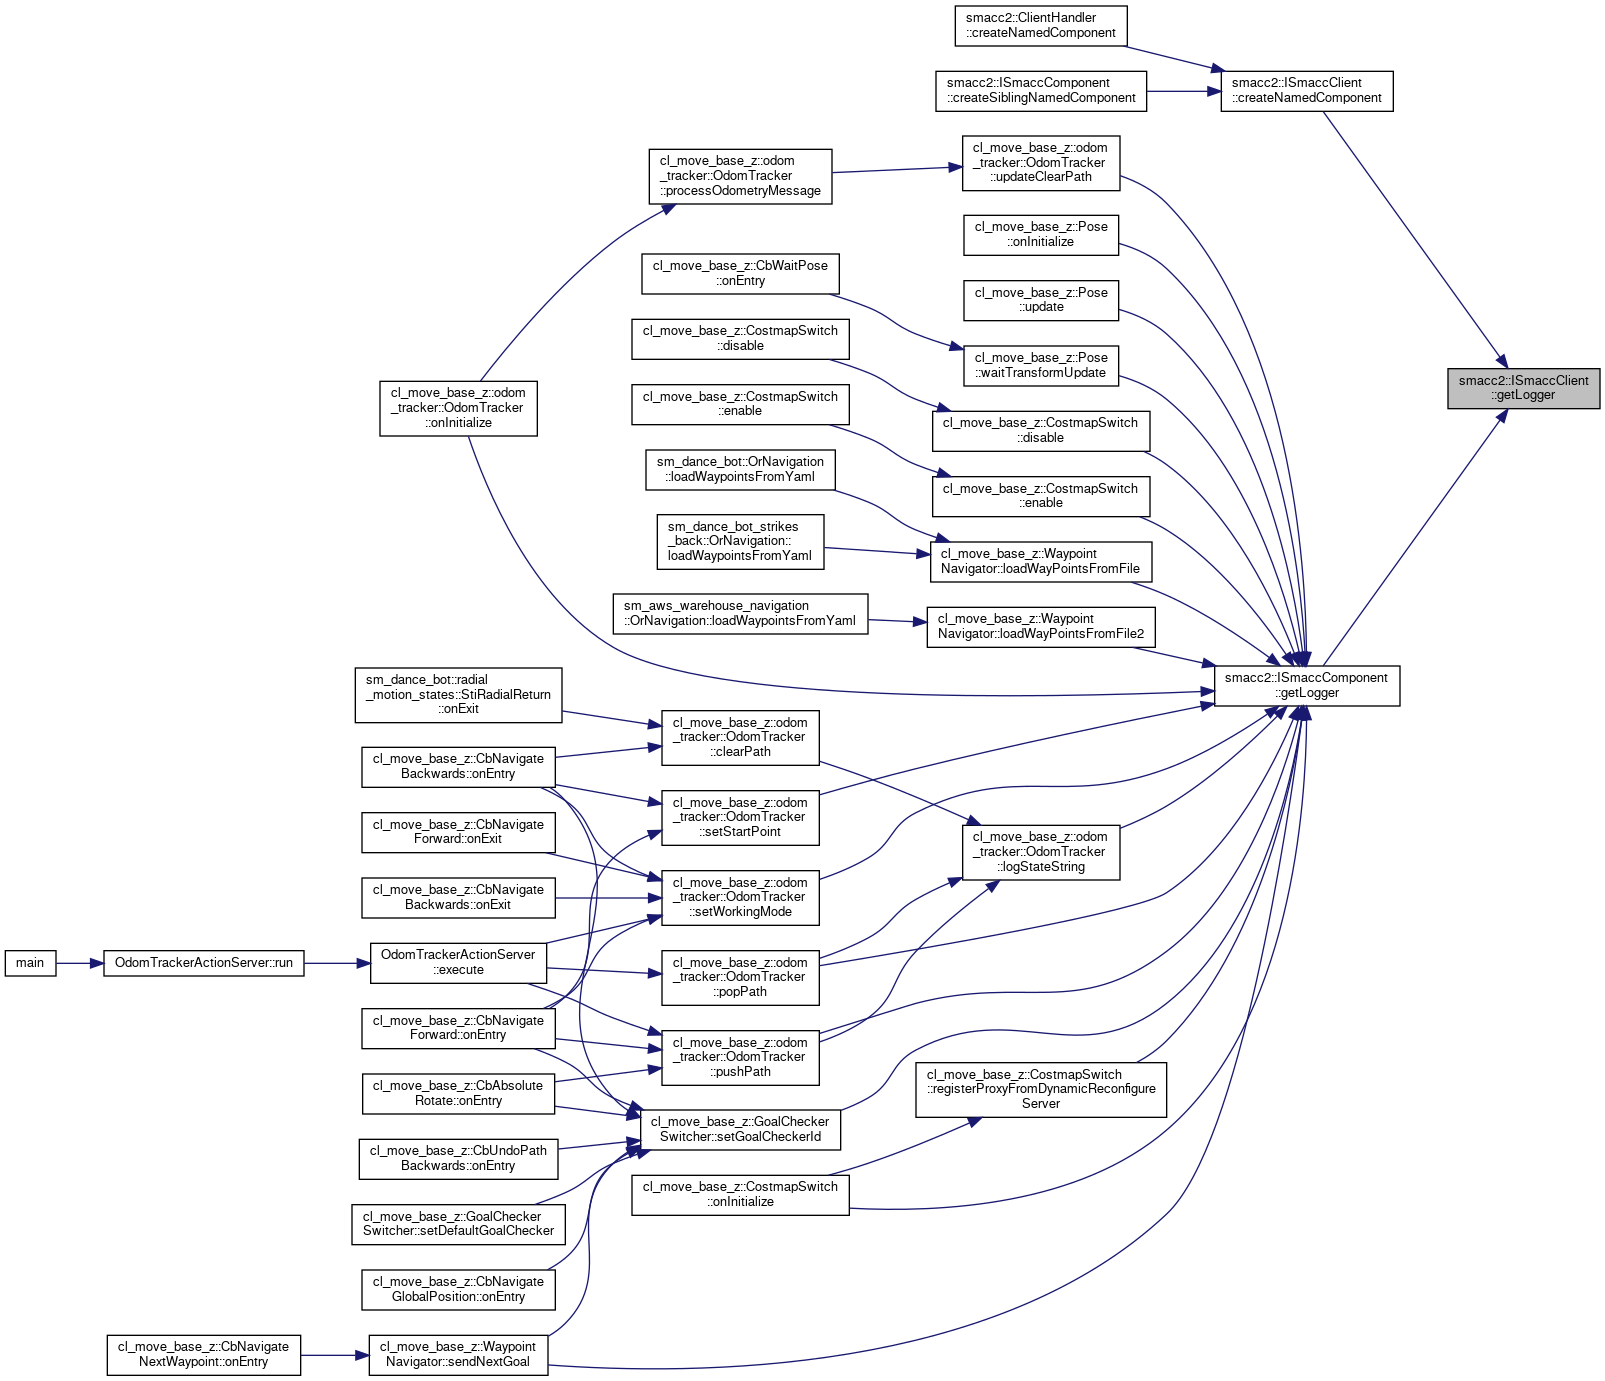 smacc2::ClientHandler
::createNamedComponent
smacc2::ISmaccComponent
::createSiblingNamedComponent
smacc2::ISmaccClient
::createNamedComponent
cl_move_base_z::odom
_tracker::OdomTracker
::updateClearPath
cl_move_base_z::odom
_tracker::OdomTracker
::processOdometryMessage
cl_move_base_z::Pose
::onInitialize
cl_move_base_z::CbWaitPose
::onEntry
cl_move_base_z::Pose
::update
cl_move_base_z::CostmapSwitch
::disable
cl_move_base_z::Pose
::waitTransformUpdate
smacc2::ISmaccClient
::getLogger
cl_move_base_z::odom
_tracker::OdomTracker
::onInitialize
cl_move_base_z::CostmapSwitch
::enable
cl_move_base_z::CostmapSwitch
::disable
sm_dance_bot::OrNavigation
::loadWaypointsFromYaml
cl_move_base_z::CostmapSwitch
::enable
sm_dance_bot_strikes
_back::OrNavigation::
loadWaypointsFromYaml
cl_move_base_z::Waypoint
Navigator::loadWayPointsFromFile
sm_aws_warehouse_navigation
::OrNavigation::loadWaypointsFromYaml
cl_move_base_z::Waypoint
Navigator::loadWayPointsFromFile2
smacc2::ISmaccComponent
::getLogger
sm_dance_bot::radial
_motion_states::StiRadialReturn
::onExit
cl_move_base_z::odom
_tracker::OdomTracker
::clearPath
cl_move_base_z::CbNavigate
Backwards::onEntry
cl_move_base_z::odom
_tracker::OdomTracker
::setStartPoint
cl_move_base_z::CbNavigate
Forward::onExit
cl_move_base_z::odom
_tracker::OdomTracker
::logStateString
cl_move_base_z::CbNavigate
Backwards::onExit
cl_move_base_z::odom
_tracker::OdomTracker
::setWorkingMode
main
OdomTrackerActionServer::run
OdomTrackerActionServer
::execute
cl_move_base_z::odom
_tracker::OdomTracker
::popPath
cl_move_base_z::CbNavigate
Forward::onEntry
cl_move_base_z::odom
_tracker::OdomTracker
::pushPath
cl_move_base_z::CostmapSwitch
::registerProxyFromDynamicReconfigure
Server
cl_move_base_z::CbAbsolute
Rotate::onEntry
cl_move_base_z::GoalChecker
Switcher::setGoalCheckerId
cl_move_base_z::CbUndoPath
Backwards::onEntry
cl_move_base_z::CostmapSwitch
::onInitialize
cl_move_base_z::GoalChecker
Switcher::setDefaultGoalChecker
cl_move_base_z::CbNavigate
GlobalPosition::onEntry
cl_move_base_z::CbNavigate
NextWaypoint::onEntry
cl_move_base_z::Waypoint
Navigator::sendNextGoal